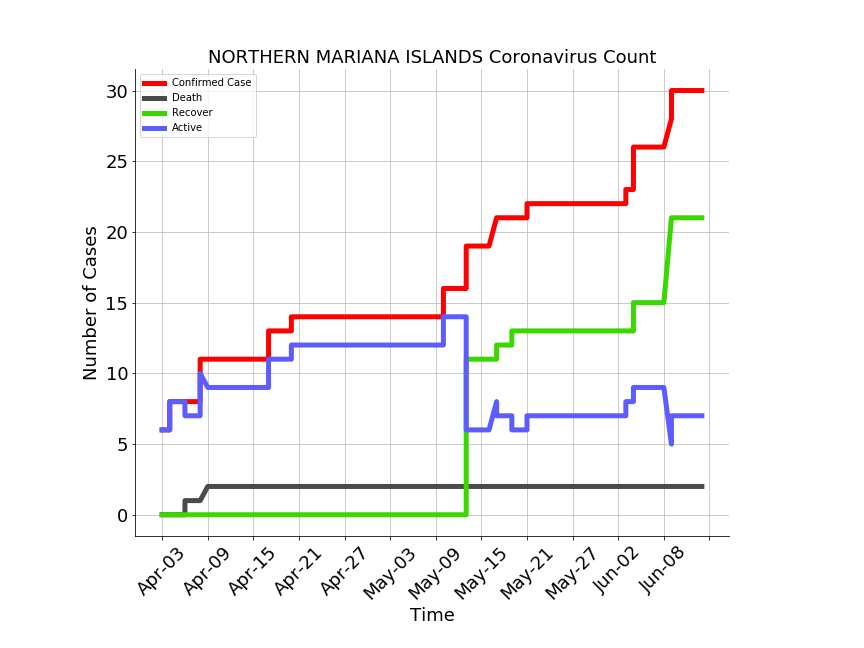 NORTHERN MARIANA ISLANDS Coronavirus Count
Confirmed Case
Death
Recover
Active
Number of Cases
30
25
20
15
10
5
0
Apr-03
Apr-09
Apr-15
Apr-21
Apr-27
May-03
May-09
May-15
May-21
May-27
Jun-02
Jun-08
Time